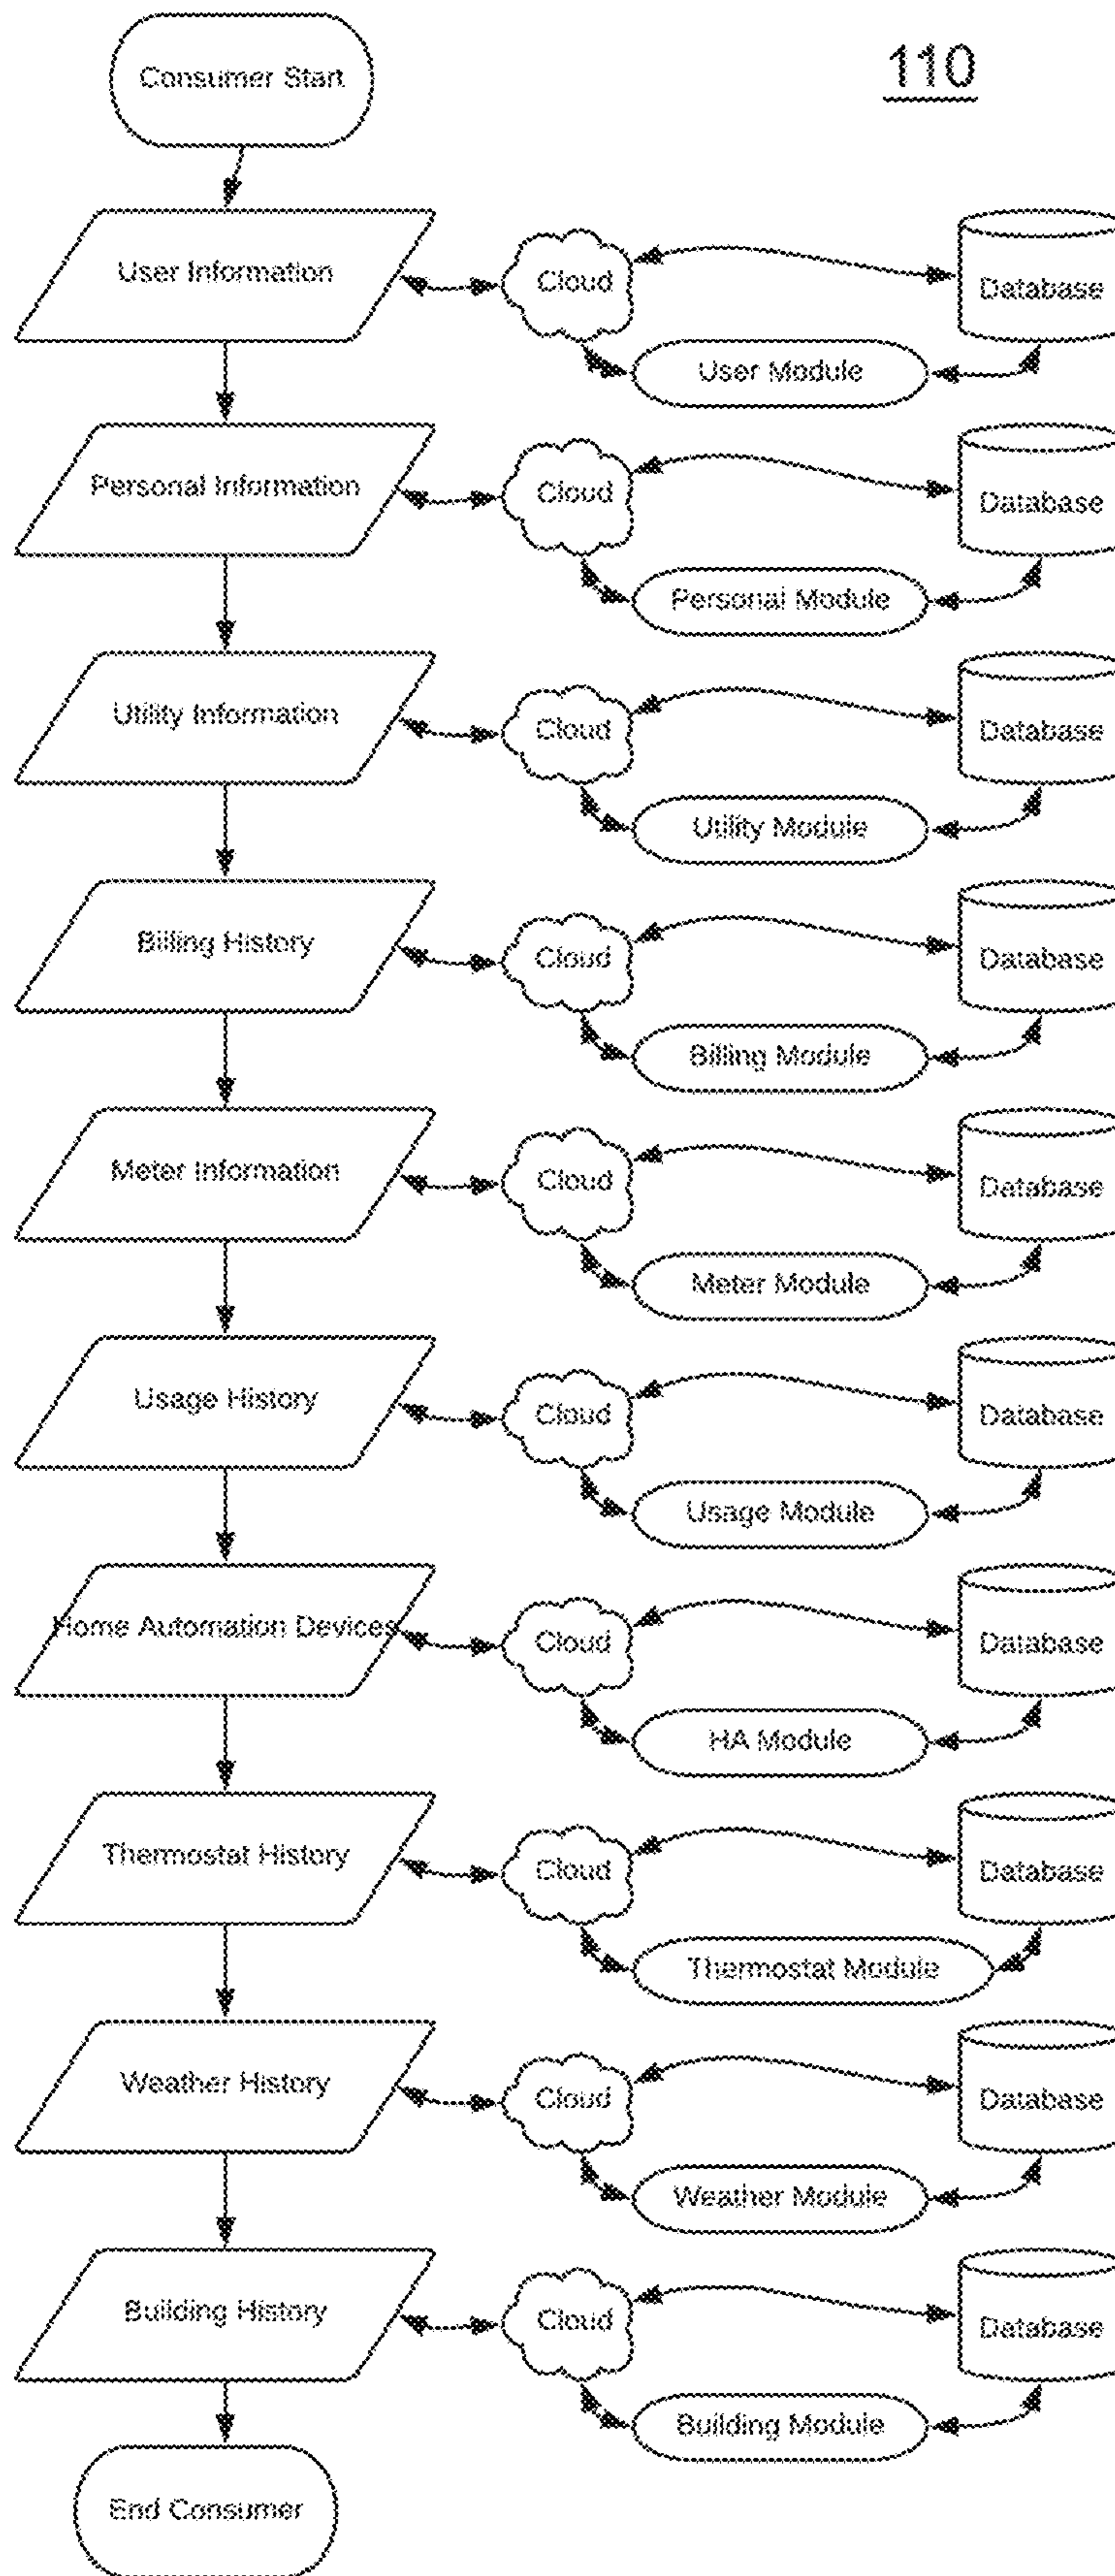 Consumer Start
110
User Information
Cloud
Database
User Module
Personal Information
Cloud
Database
Personal Module
Utility Information
Cloud
Database
Utility Module
Billing History
Cloud
Database
Billing Module
Meter Information
Cloud
Database
Meter Module
Usage History
Cloud
Database
Usage Module
Home Automation Devices
Cloud
Database
HA Module
Thermostat History
Cloud
Database
Thermostat Module
Weather History
Cloud
Database
Weather Module
Building History
Cloud
Database
Building Module
End Consumer